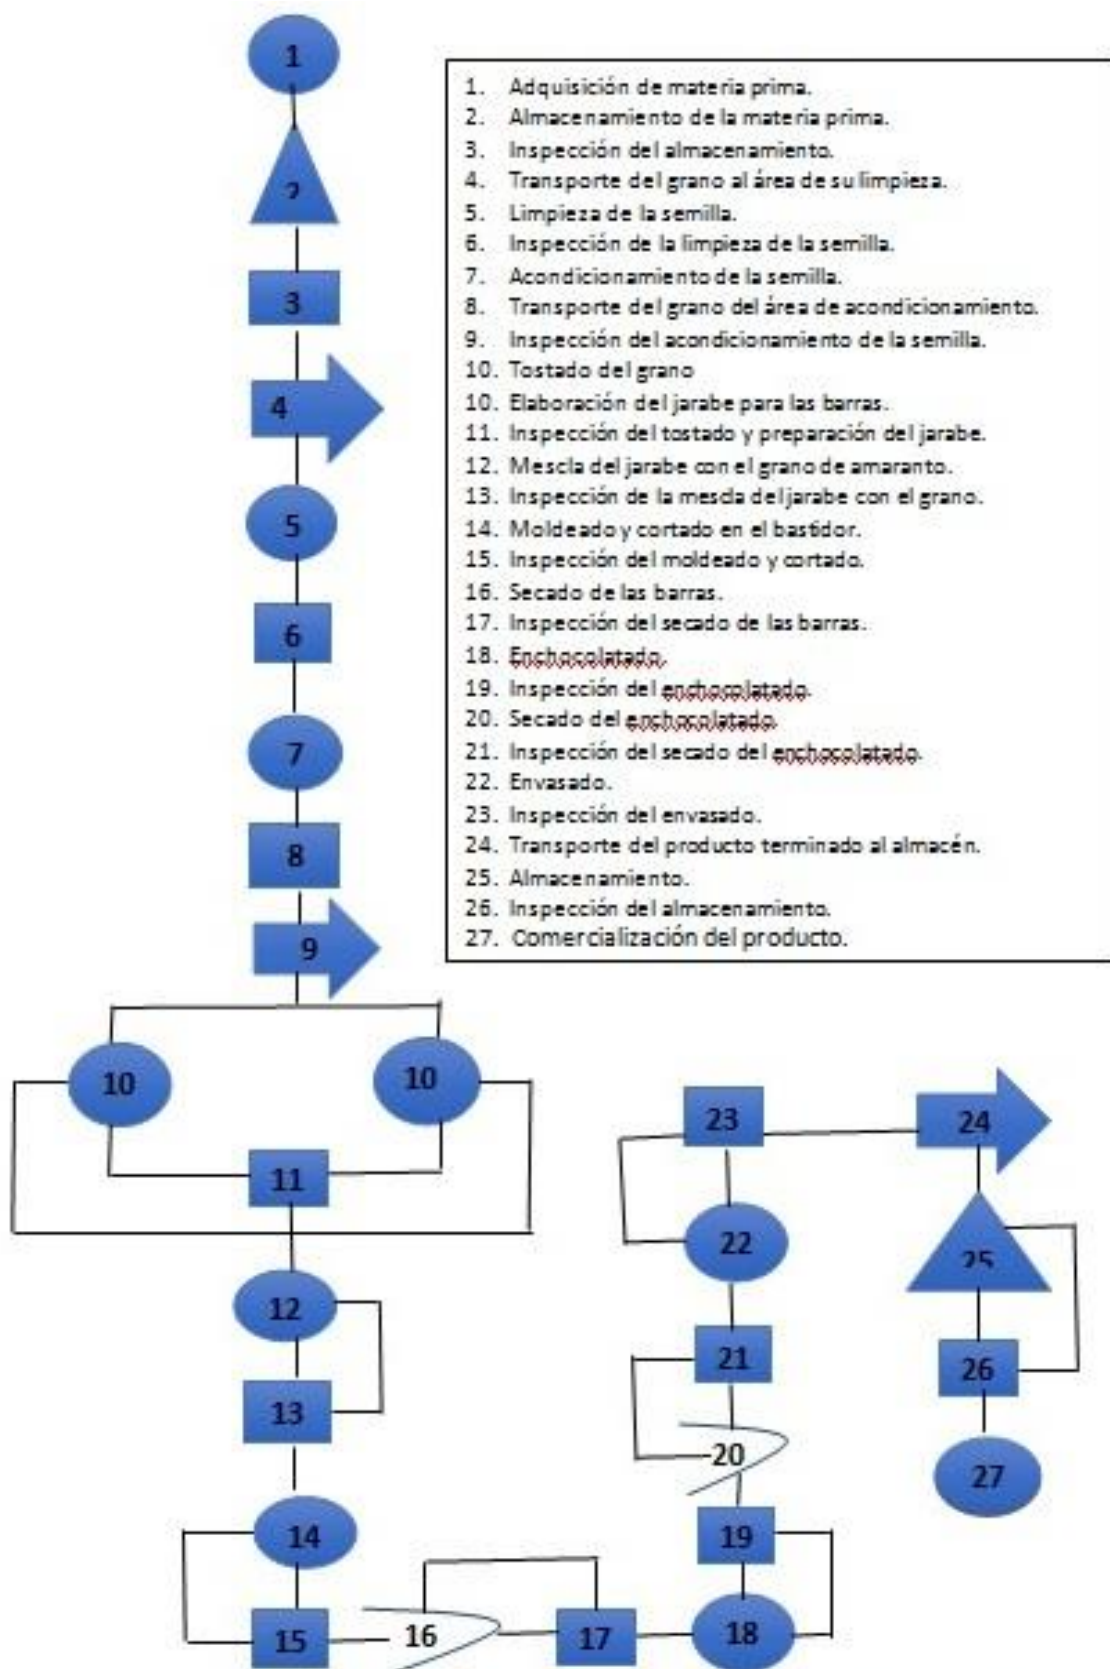 1
2
3
4
5
6
7
8
9
10
10
11
12
13
14
15
16
17
18
19
20
21
22
23
24
25
26
27
1. Adquisición de materia prima.
2. Almacenamiento de la materia prima.
3. Inspección del almacenamiento.
4. Transporte del grano al área de su limpieza.
5. Limpieza de la semilla.
6. Inspección de la limpieza de la semilla.
7. Acondicionamiento de la semilla.
8. Transporte del grano del área de acondicionamiento.
9. Inspección del acondicionamiento de la semilla.
10. Tostado del grano
10. Elaboración del jarabe para las barras.
11. Inspección del tostado y preparación del jarabe.
12. Mescla del jarabe con el grano de amaranto.
13. Inspección de la mescla del jarabe con el grano.
14. Moldeado y cortado en el bastidor.
15. Inspección del moldeado y cortado.
16. Secado de las barras.
17. Inspección del secado de las barras.
18. Enchocolatado.
19. Inspección del enchocolatado.
20. Secado del enchocolatado.
21. Inspección del secado del enchocolatado.
22. Envasado.
23. Inspección del envasado.
24. Transporte del producto terminado al almacén.
25. Almacenamiento.
26. Inspección del almacenamiento.
27. Comercialización del producto.